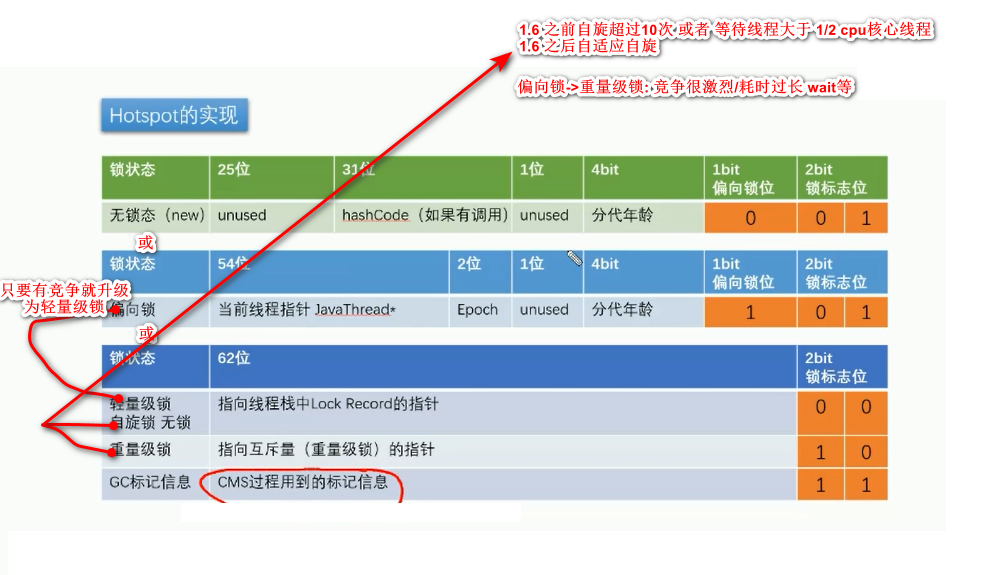 1.6 之前自旋超过10次 或者 等待线程大于 1/2 cpu核心线程
1.6 之后自适应自旋
偏向锁->重量级锁: 竞争很激烈/耗时过长 wait等
Hotspot的实现
锁状态 25位 31位 1位 4bit 1bit 偏向锁位 2bit 锁标志位
无锁态（new） unused hashCode（如果有调用） unused 分代年龄 0 0 1
或
锁状态 54位 2位 1位 4bit 1bit 偏向锁位 2bit 锁标志位
只要有竞争就升级
为轻量级锁
偏向锁 当前线程指针 JavaThread* Epoch unused 分代年龄 1 0 1
或
锁状态 62位 2bit 锁标志位
轻量级锁 指向线程栈中Lock Record的指针 0 0
自旋锁 无锁
重量级锁 指向互斥量（重量级锁）的指针 1 0
GC标记信息 CMS过程用到的标记信息 1 1